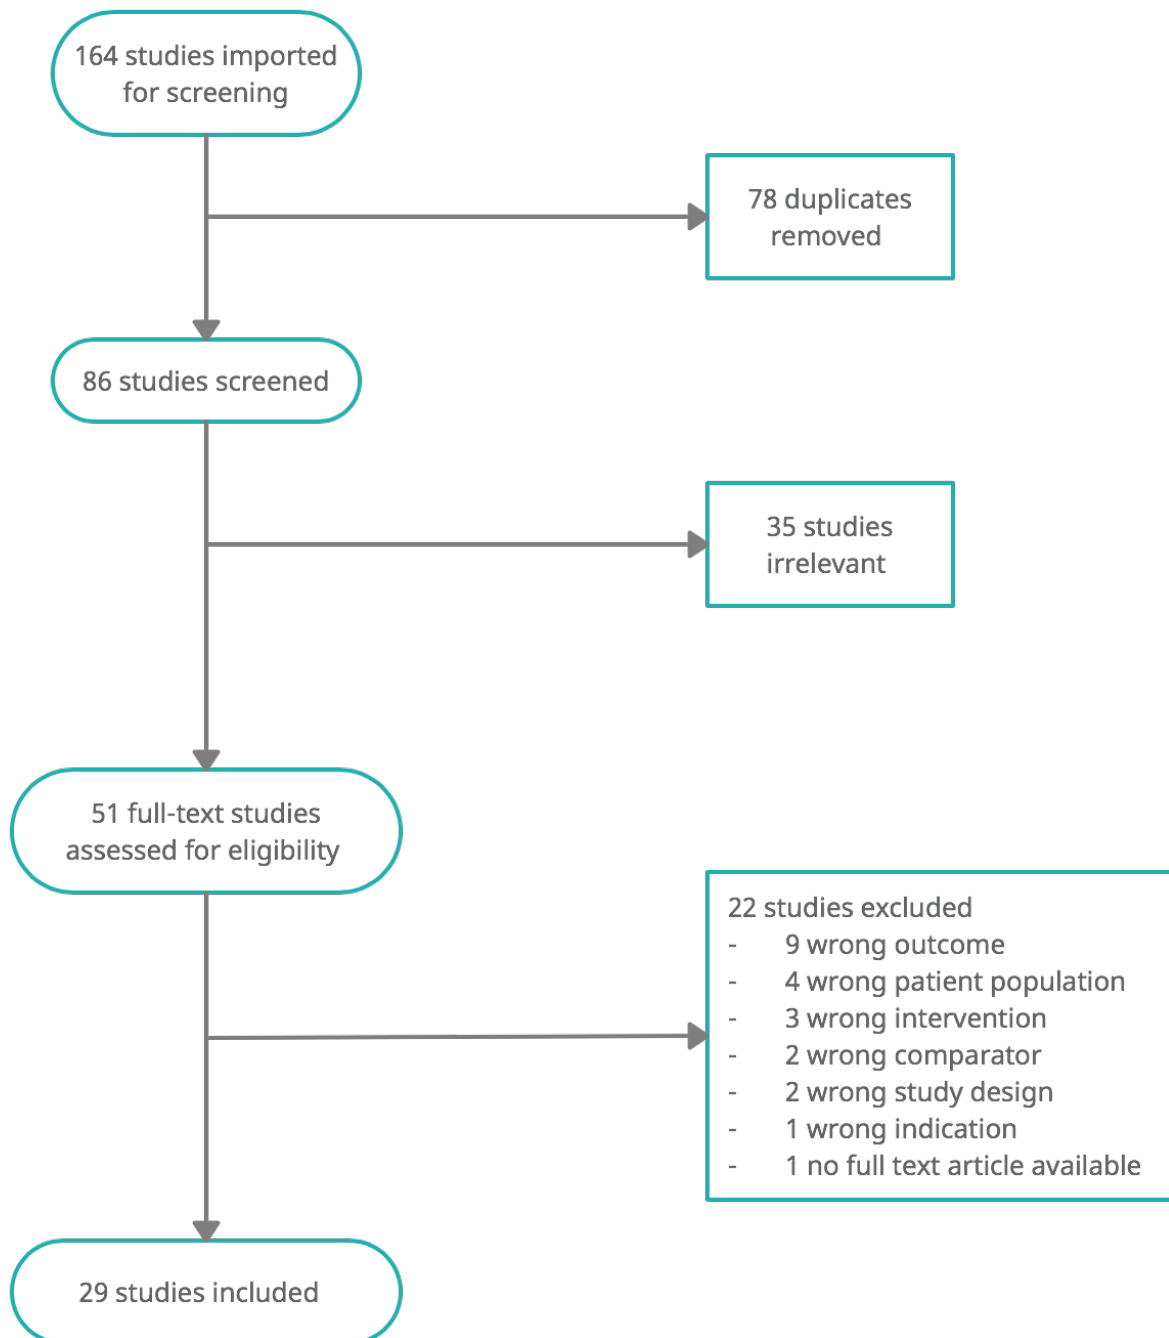 164 studies imported
for screening
78 duplicates
removed
86 studies screened
35 studies
irrelevant
51 full-text studies
assessed for eligibility
22 studies excluded
- 9 wrong outcome
- 4 wrong patient population
- 3 wrong intervention
- 2 wrong comparator
- 2 wrong study design
- 1 wrong indication
- 1 no full text article available
29 studies included